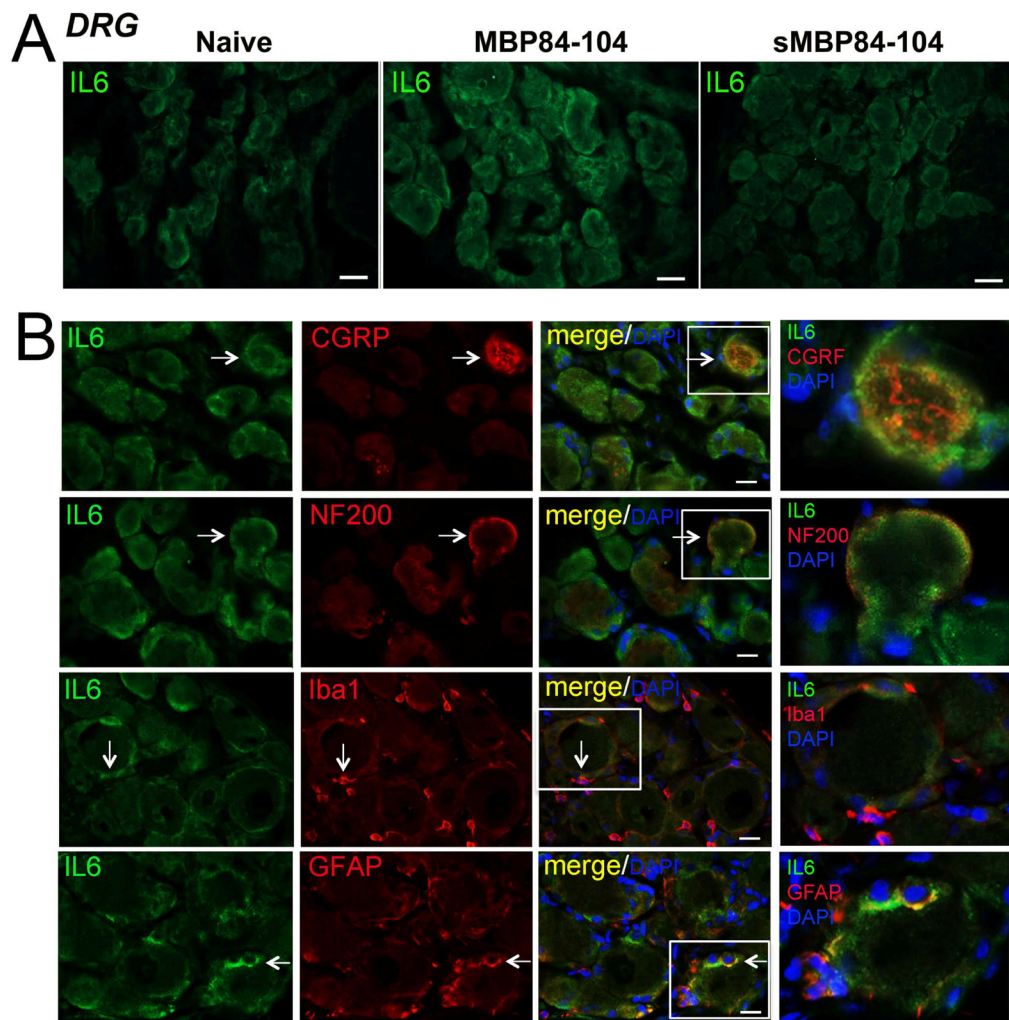 A DRG
Naive MBP84-104 sMBP84-104
IL6 IL6 IL6
B
IL6 CGRP merge/DAPI IL6
CGRF
DAPI
IL6 NF200 merge/DAPI IL6
NF200
DAPI
IL6 Iba1 merge/DAPI IL6
Iba1
DAPI
IL6 GFAP merge/DAPI IL6
GFAP
DAPI